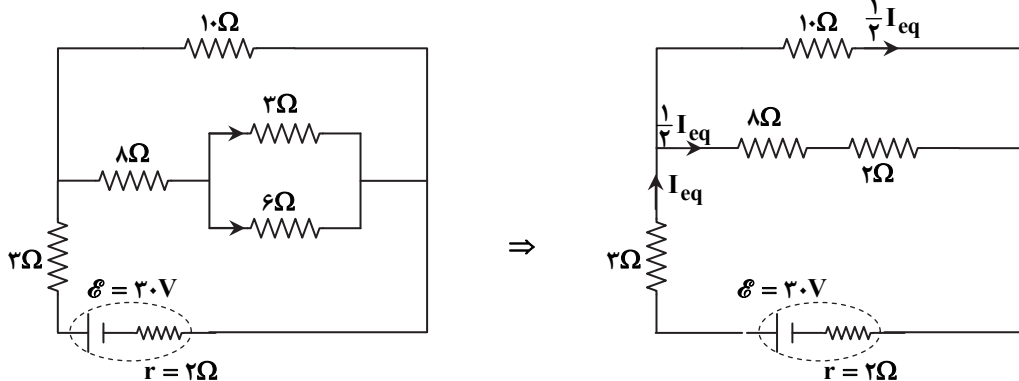 ۱۰Ω
۳Ω
۸Ω
۶Ω
۳Ω
ℰ = ۳۰V
r = ۲Ω
⇒
۱۰Ω
۱/۲ I_eq
۸Ω
۱/۲ I_eq
۲Ω
I_eq
۳Ω
ℰ = ۳۰V
r = ۲Ω